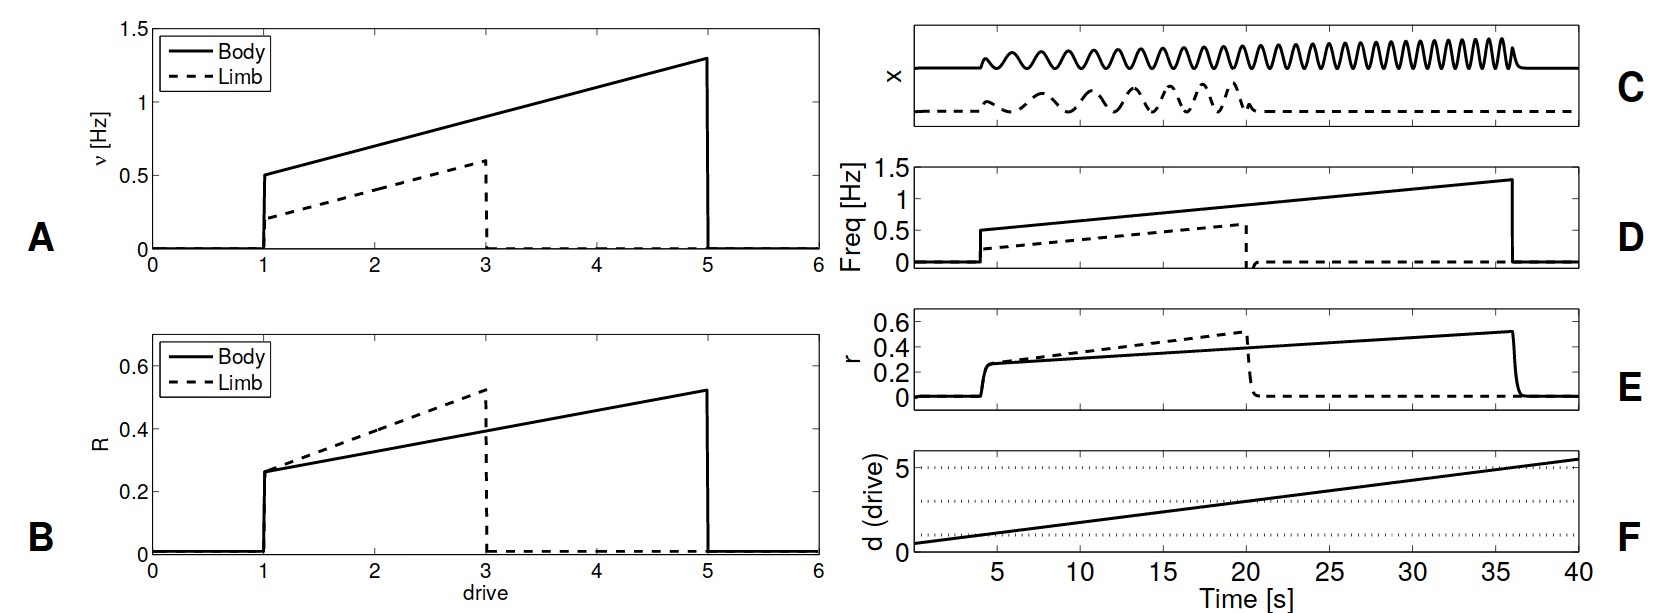 A
ν [Hz]
1.5
1
0.5
0
Body
Limb
0 1 2 3 4 5 6
B
R
0.6
0.4
0.2
0
Body
Limb
0 1 2 3 4 5 6
drive
x
C
Freq [Hz]
1.5
1
0.5
0
D
r
0.6
0.4
0.2
0
E
d (drive)
5
0
F
5 10 15 20 25 30 35 40
Time [s]